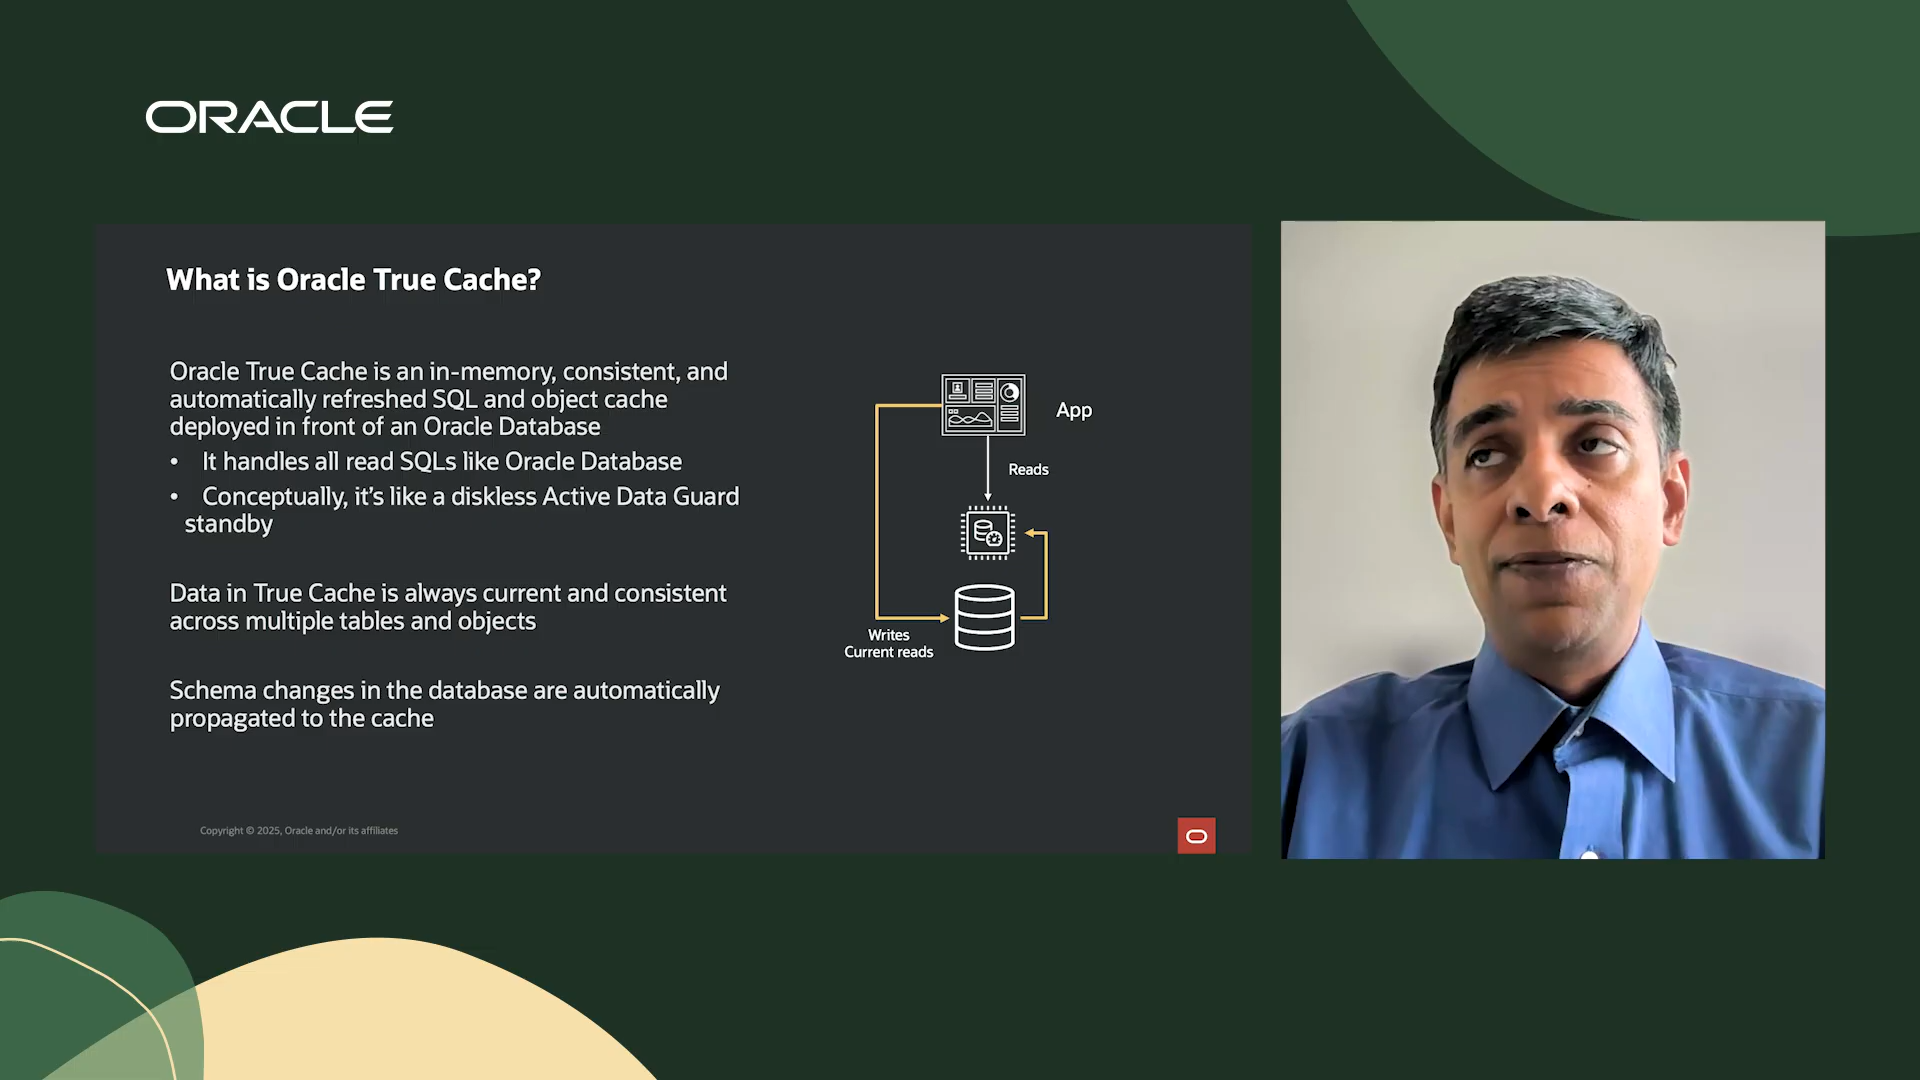 ORACLE
What is Oracle True Cache?
Oracle True Cache is an in-memory, consistent, and
automatically refreshed SQL and object cache
deployed in front of an Oracle Database
• It handles all read SQLs like Oracle Database
• Conceptually, it's like a diskless Active Data Guard
standby
Data in True Cache is always current and consistent
across multiple tables and objects
Schema changes in the database are automatically
propagated to the cache
App
Reads
Writes
Current reads
Copyright © 2025, Oracle and/or its affiliates